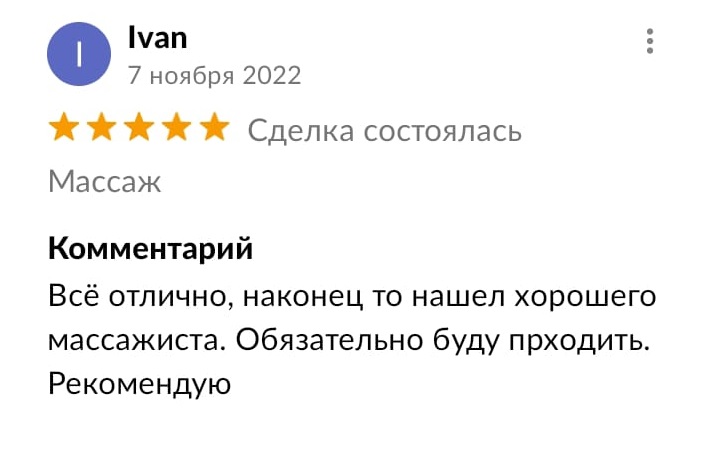 I
Ivan
7 ноября 2022
Сделка состоялась
Массаж
Комментарий
Всё отлично, наконец то нашел хорошего
массажиста. Обязательно буду прходить.
Рекомендую